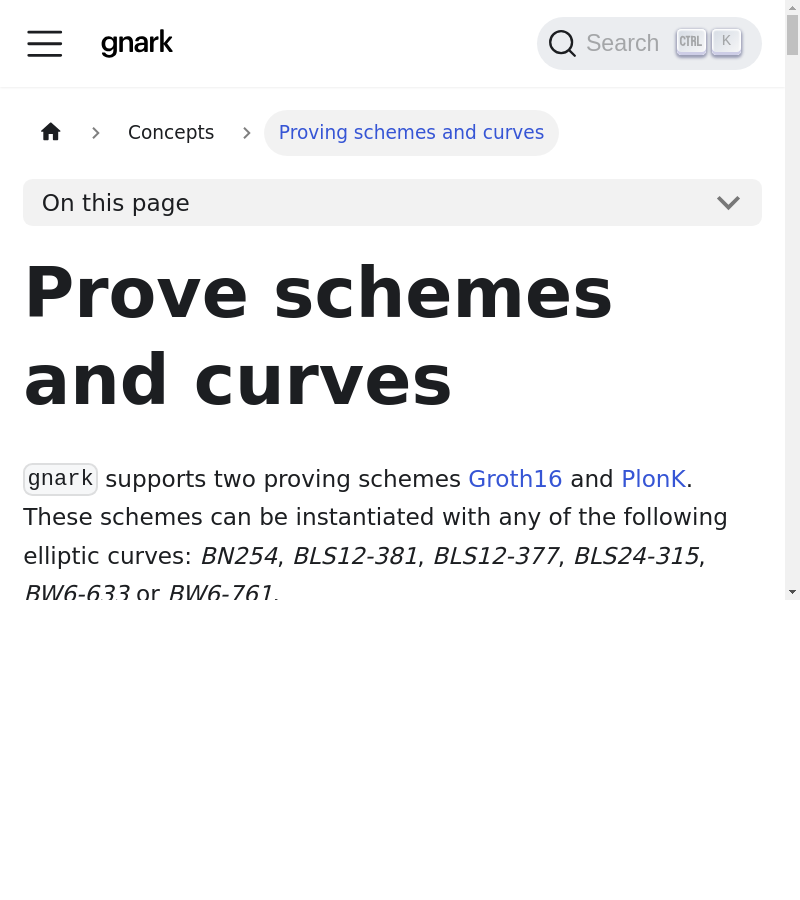 gnark
Search CTRL K
Concepts
Proving schemes and curves
On this page
Prove schemes
and curves
gnark supports two proving schemes Groth16 and PlonK.
These schemes can be instantiated with any of the following
elliptic curves: BN254, BLS12-381, BLS12-377, BLS24-315,
BW6-633 or BW6-761.